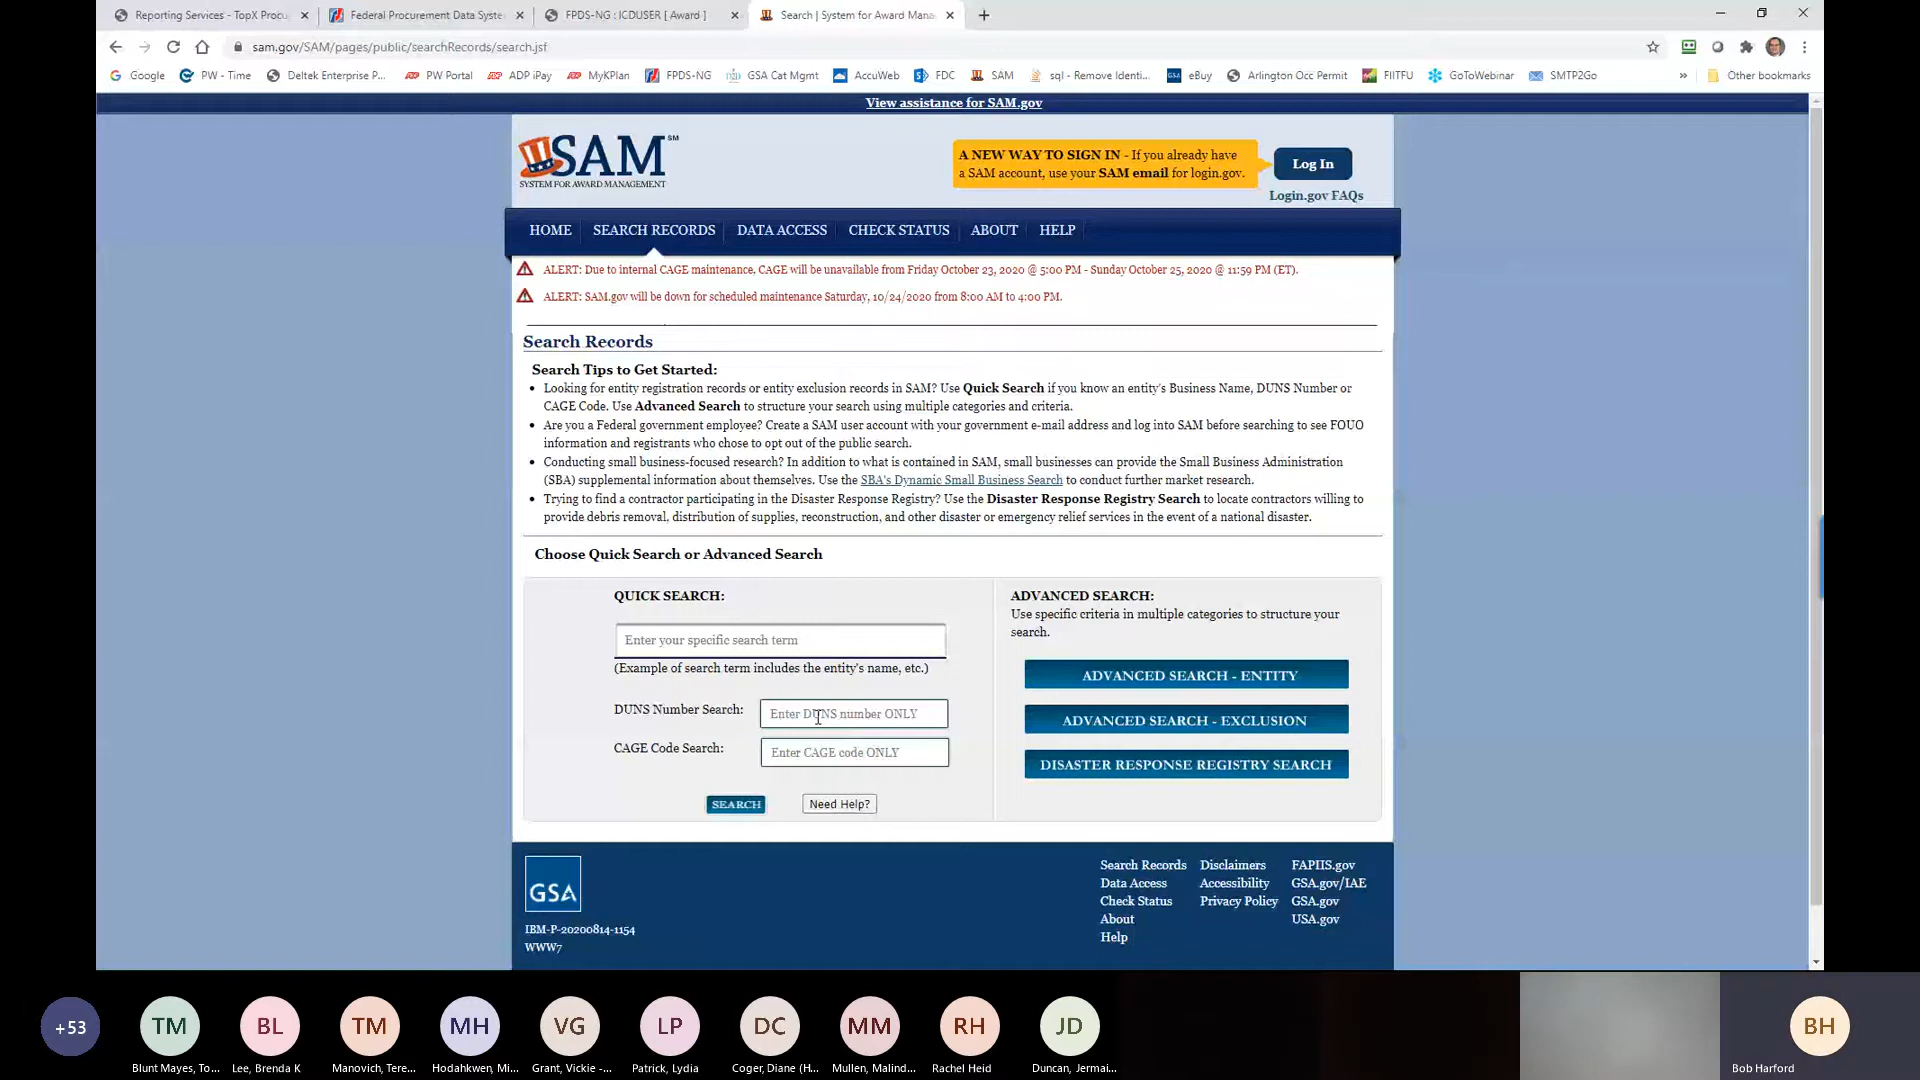 Reporting Services - TopX Procu
Federal Procurement Data Syste
FPDS-NG : JCDUSER [ Award ]
Search | System for Award Mana
sam.gov/SAM/pages/public/searchRecords/search.jsf
Google
PW - Time
Deltek Enterprise P...
PW Portal
ADP iPay
MyKPlan
FPDS-NG
GSA Cat Mgmt
AccuWeb
FDC
SAM
sql - Remove Identi...
eBuy
Arlington Occ Permit
FIITFU
GoToWebinar
SMTP2Go
»
Other bookmarks
View assistance for SAM.gov
SAM SM
SYSTEM FOR AWARD MANAGEMENT
A NEW WAY TO SIGN IN - If you already have
a SAM account, use your SAM email for login.gov.
Log In
Login.gov FAQs
HOME
SEARCH RECORDS
DATA ACCESS
CHECK STATUS
ABOUT
HELP
ALERT: Due to internal CAGE maintenance, CAGE will be unavailable from Friday October 23, 2020 @ 5:00 PM - Sunday October 25, 2020 @ 11:59 PM (ET).
ALERT: SAM.gov will be down for scheduled maintenance Saturday, 10/24/2020 from 8:00 AM to 4:00 PM.
Search Records
Search Tips to Get Started:
• Looking for entity registration records or entity exclusion records in SAM? Use Quick Search if you know an entity's Business Name, DUNS Number or
CAGE Code. Use Advanced Search to structure your search using multiple categories and criteria.
• Are you a Federal government employee? Create a SAM user account with your government e-mail address and log into SAM before searching to see FOUO
information and registrants who chose to opt out of the public search.
• Conducting small business-focused research? In addition to what is contained in SAM, small businesses can provide the Small Business Administration
(SBA) supplemental information about themselves. Use the SBA's Dynamic Small Business Search to conduct further market research.
• Trying to find a contractor participating in the Disaster Response Registry? Use the Disaster Response Registry Search to locate contractors willing to
provide debris removal, distribution of supplies, reconstruction, and other disaster or emergency relief services in the event of a national disaster.
Choose Quick Search or Advanced Search
QUICK SEARCH:
Enter your specific search term
(Example of search term includes the entity's name, etc.)
DUNS Number Search:
Enter DUNS number ONLY
CAGE Code Search:
Enter CAGE code ONLY
SEARCH
Need Help?
ADVANCED SEARCH:
Use specific criteria in multiple categories to structure your
search.
ADVANCED SEARCH - ENTITY
ADVANCED SEARCH - EXCLUSION
DISASTER RESPONSE REGISTRY SEARCH
GSA
IBM-P-20200814-1154
WWW7
Search Records
Data Access
Check Status
About
Help
Disclaimers
Accessibility
Privacy Policy
FAPIIS.gov
GSA.gov/IAE
GSA.gov
USA.gov
+53
TM
BL
TM
MH
VG
LP
DC
MM
RH
JD
BH
Blunt Mayes, To...
Lee, Brenda K
Manovich, Tere...
Hodahkwen, Mi...
Grant, Vickie -...
Patrick, Lydia
Coger, Diane (H...
Mullen, Malind...
Rachel Heid
Duncan, Jermai...
Bob Harford